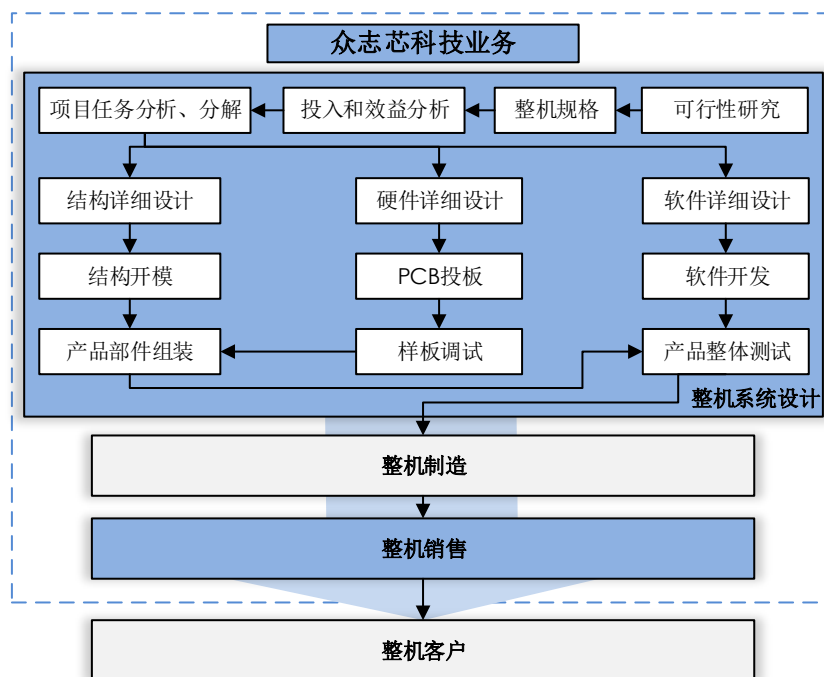 众志芯科技业务
项目任务分析、分解
投入和效益分析
整机规格
可行性研究
结构详细设计
硬件详细设计
软件详细设计
结构开模
PCB投板
软件开发
产品部件组装
样板调试
产品整体测试
整机系统设计
整机制造
整机销售
整机客户